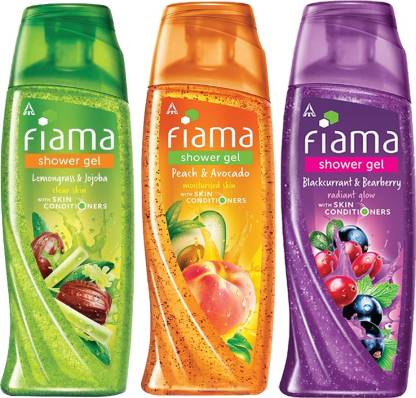 ITC
fiama
shower gel
Lemongrass & Jojoba
clear skin
WITH SKIN
CONDITIONERS
ITC
fiama
shower gel
Peach & Avocado
moisturised skin
WITH SKIN
CONDITIONERS
ITC
fiama
shower gel
Blackcurrant & Bearberry
radiant glow
WITH SKIN
CONDITIONERS